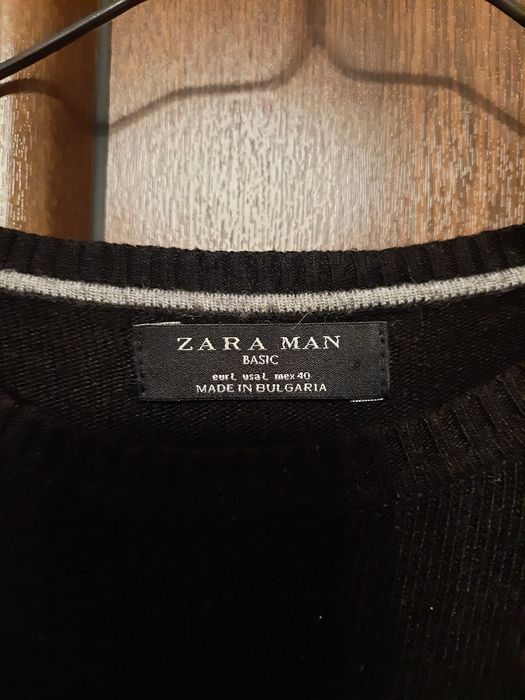 ZARA MAN
BASIC
eur L usa L mex 40
MADE IN BULGARIA